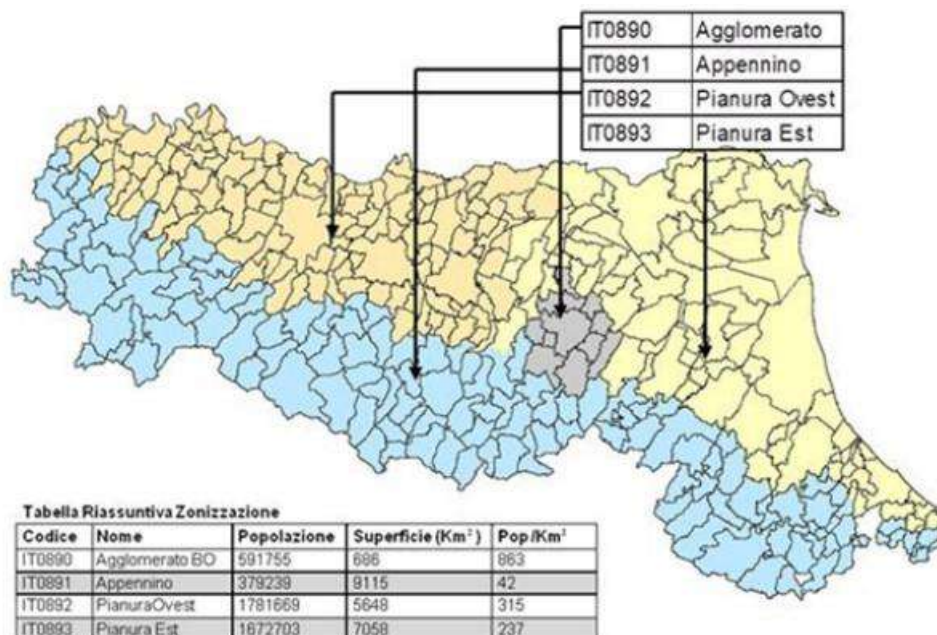 IT0890 Agglomerato
IT0891 Appennino
IT0892 Pianura Ovest
IT0893 Pianura Est
Tabella Riassuntiva Zonizzazione
Codice Nome Popolazione Superficie (Km²) Pop/Km²
IT0890 Agglomerato BO 591755 686 863
IT0891 Appennino 379239 9115 42
IT0892 PianuraOvest 1781669 5648 315
IT0893 Pianura Est 1672703 7058 237